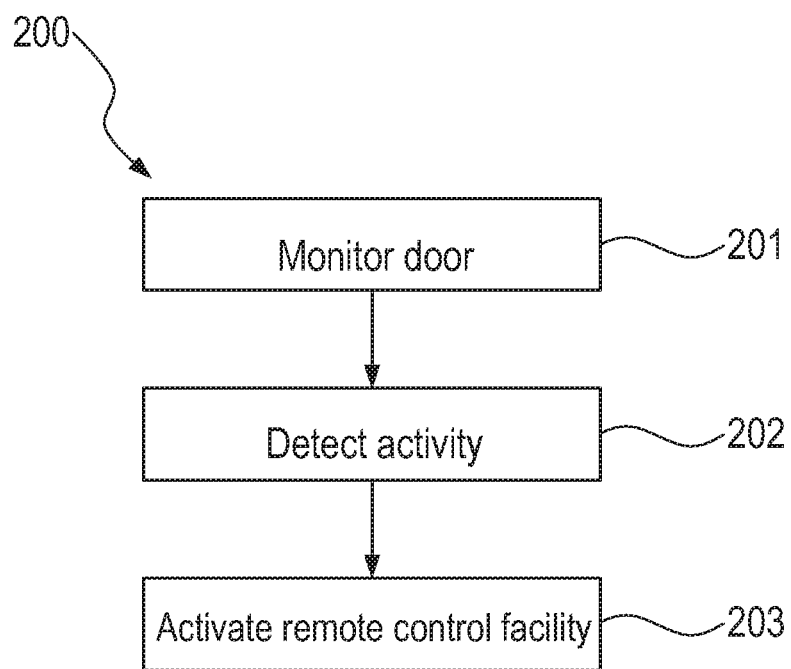 200
Monitor door
201
Detect activity
202
Activate remote control facility
203